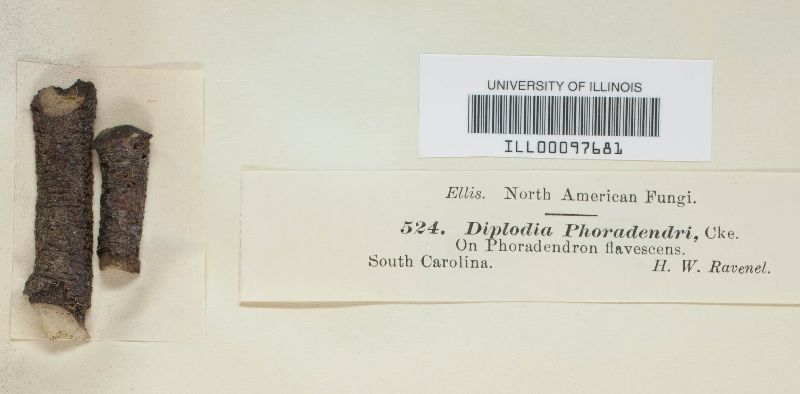 UNIVERSITY OF ILLINOIS
ILL00097681
Ellis. North American Fungi.
524. Diplodia Phoradendri, Cke.
On Phoradendron flavescens.
South Carolina. H. W. Ravenel.